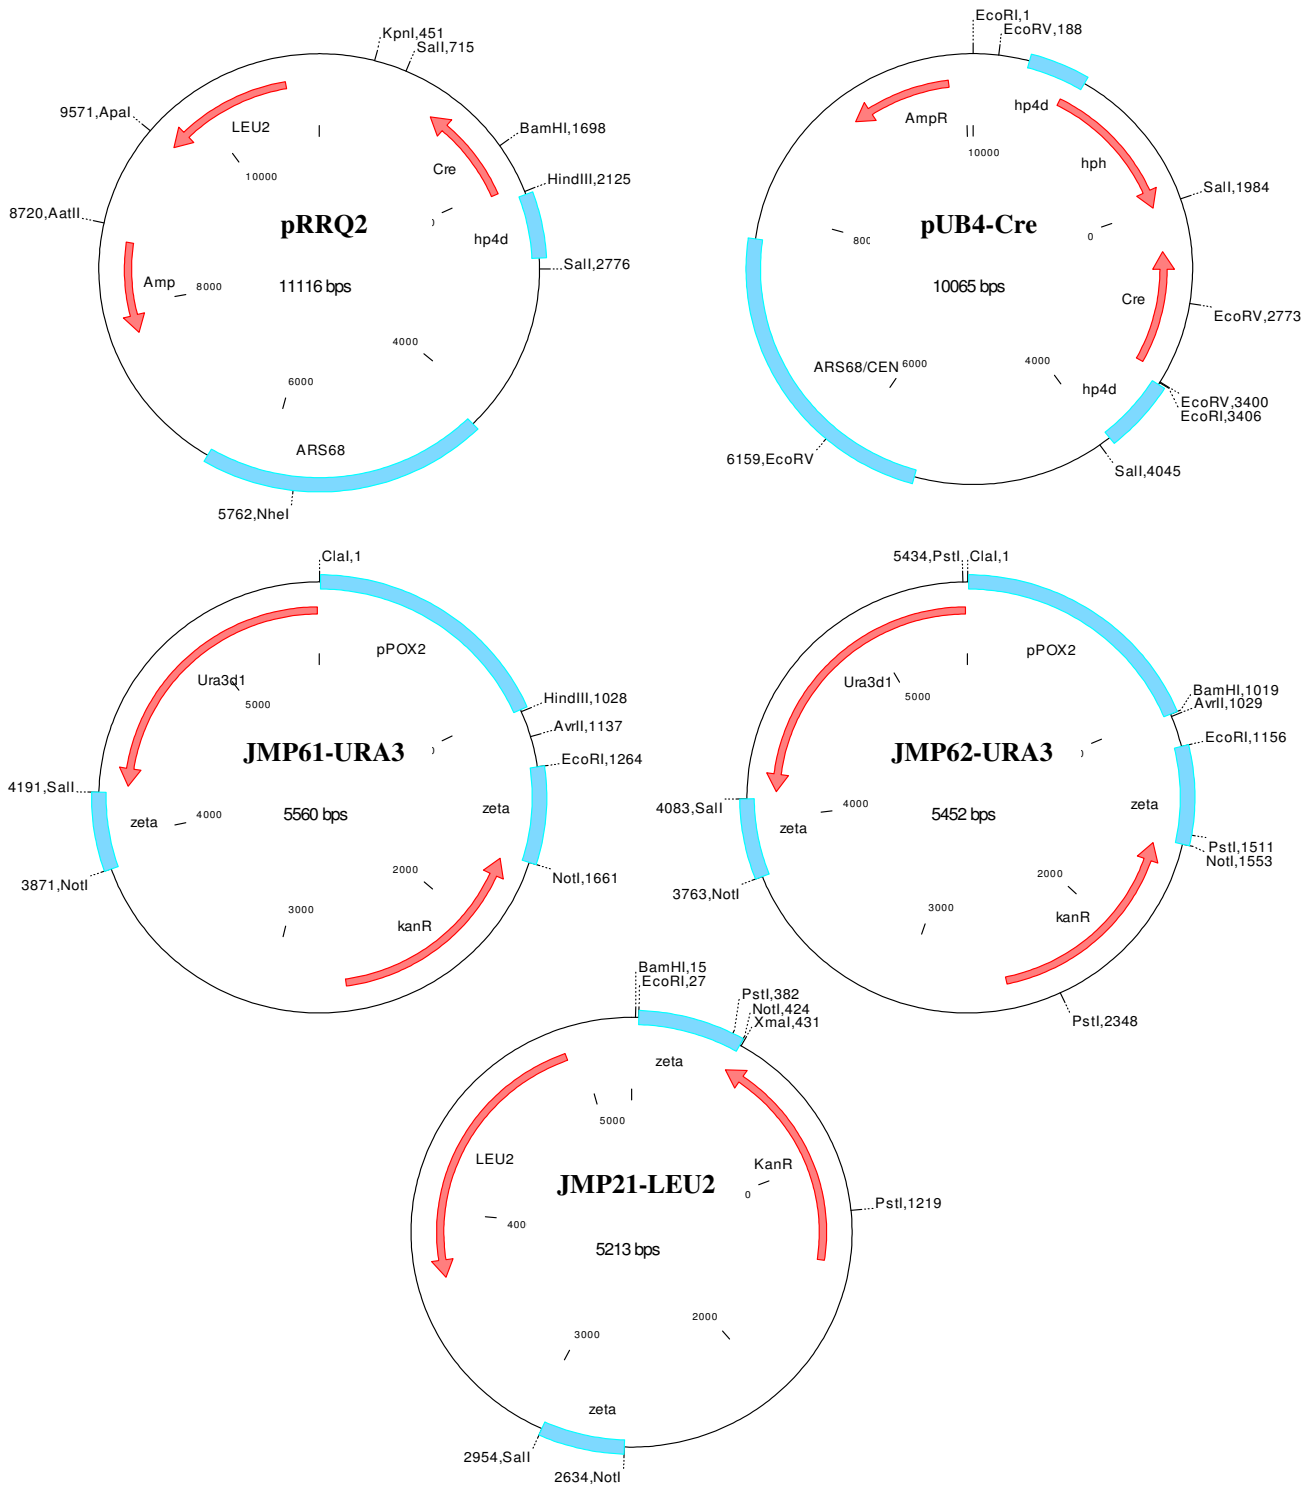 KpnI,451
SalI,715
9571,ApaI
LEU2
BamHI,1698
10000
Cre
HindIII,2125
8720,AatII
pRRQ2
hp4d
SalI,2776
Amp
8000
11116 bps
4000
6000
ARS68
5762,NheI
EcoRI,1
EcoRV,188
hp4d
AmpR
10000
hph
SalI,1984
pUB4-Cre
800
0
10065 bps
Cre
EcoRV,2773
ARS68/CEN
6000
4000
hp4d
EcoRV,3400
EcoRI,3406
6159,EcoRV
SalI,4045
ClaI,1
pPOX2
Ura3d1
5000
HindIII,1028
AvrII,1137
JMP61-URA3
EcoRI,1264
4191,SalI
zeta
4000
5560 bps
zeta
3871,NotI
2000
NotI,1661
3000
kanR
5434,PstI
ClaI,1
pPOX2
Ura3d1
5000
BamHI,1019
AvrII,1029
JMP62-URA3
EcoRI,1156
4083,SalI
zeta
4000
5452 bps
zeta
PstI,1511
NotI,1553
3763,NotI
2000
3000
kanR
PstI,2348
BamHI,15
EcoRI,27
PstI,382
NotI,424
XmaI,431
zeta
5000
LEU2
KanR
JMP21-LEU2
0
PstI,1219
400
5213 bps
2000
3000
zeta
2954,SalI
2634,NotI